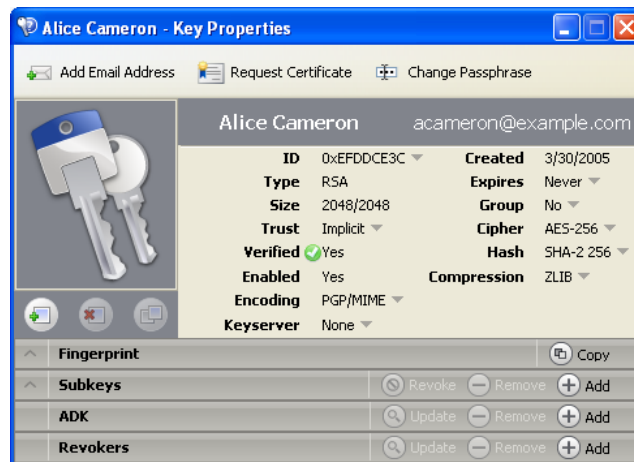 Alice Cameron - Key Properties
Add Email Address Request Certificate Change Passphrase
Alice Cameron acameron@example.com
ID 0xEFDDCE3C Created 3/30/2005
Type RSA Expires Never
Size 2048/2048 Group No
Trust Implicit Cipher AES-256
Verified Yes Hash SHA-2 256
Enabled Yes Compression ZLIB
Encoding PGP/MIME
Keyserver None
Fingerprint Copy
Subkeys Revoke Remove Add
ADK Update Remove Add
Revokers Update Remove Add